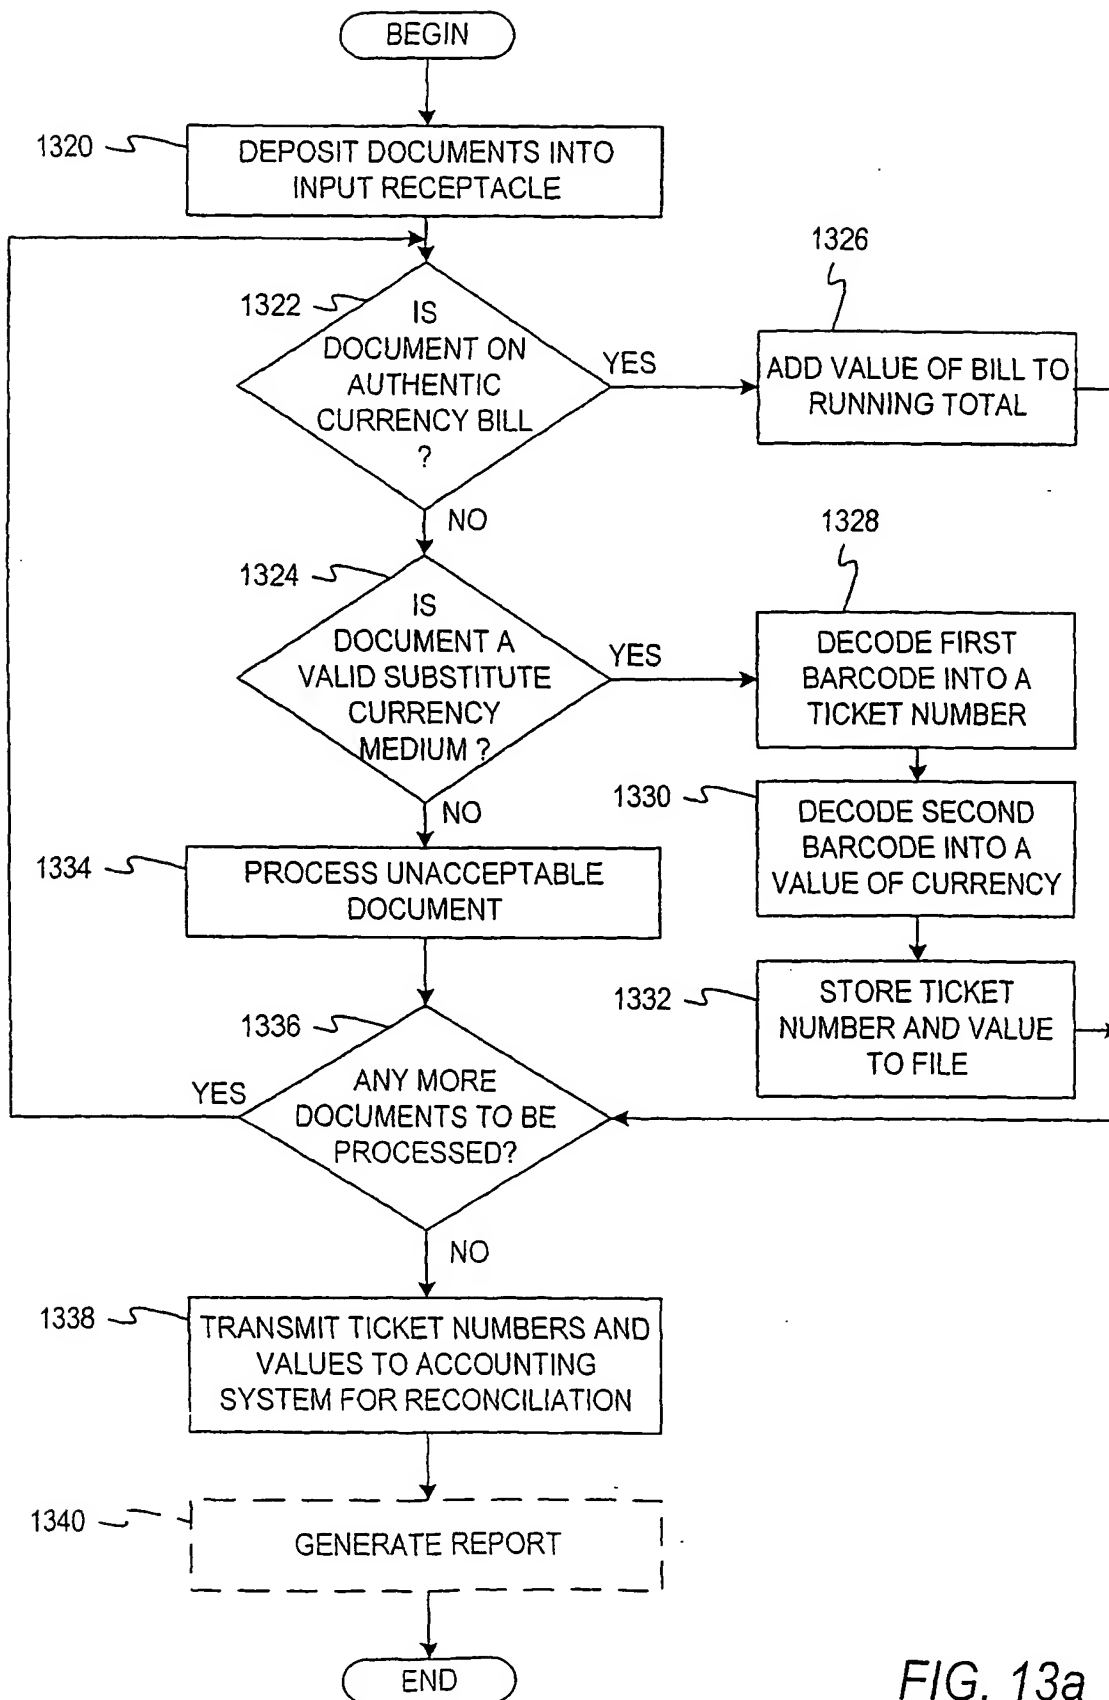 BEGIN
1320
DEPOSIT DOCUMENTS INTO
INPUT RECEPTACLE
1322
IS
DOCUMENT ON
AUTHENTIC
CURRENCY BILL
?
YES
1326
ADD VALUE OF BILL TO
RUNNING TOTAL
NO
1324
IS
DOCUMENT A
VALID SUBSTITUTE
CURRENCY
MEDIUM ?
YES
1328
DECODE FIRST
BARCODE INTO A
TICKET NUMBER
1330
DECODE SECOND
BARCODE INTO A
VALUE OF CURRENCY
1332
STORE TICKET
NUMBER AND VALUE
TO FILE
NO
1334
PROCESS UNACCEPTABLE
DOCUMENT
1336
ANY MORE
DOCUMENTS TO BE
PROCESSED?
YES
NO
1338
TRANSMIT TICKET NUMBERS AND
VALUES TO ACCOUNTING
SYSTEM FOR RECONCILIATION
1340
GENERATE REPORT
END
FIG. 13a